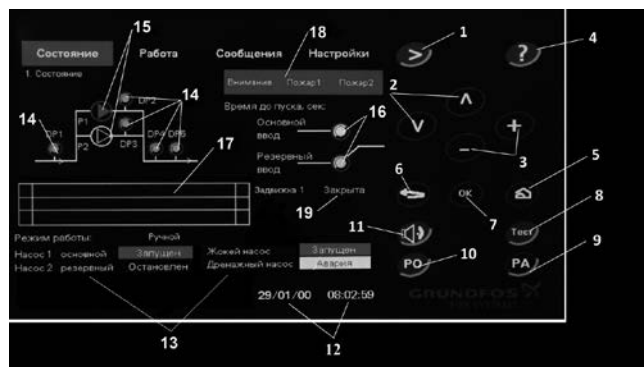 15
18
1
4
Состояние Работа Сообщения Настройки
>
?
1. Состояние
Внимание Пожар1 Пожар2
2
14
DP2
14
Время до пуска, сек:
16
DP1
P1
P2
DP3
DP4 DP5
Основной
ввод
Резервный
ввод
+
-
3
17
6
5
Задвижка 1 Закрыта
OK
19
7
8
11
Тест
Режим работы: Ручной
Насос 1 основной Запущен
Насос 2 резервный Остановлен
Жокей насос Запущен
Дренажный насос Авария
PO
10
PA
9
29/01/00 08:02:59
GRUNDFOS
13
12